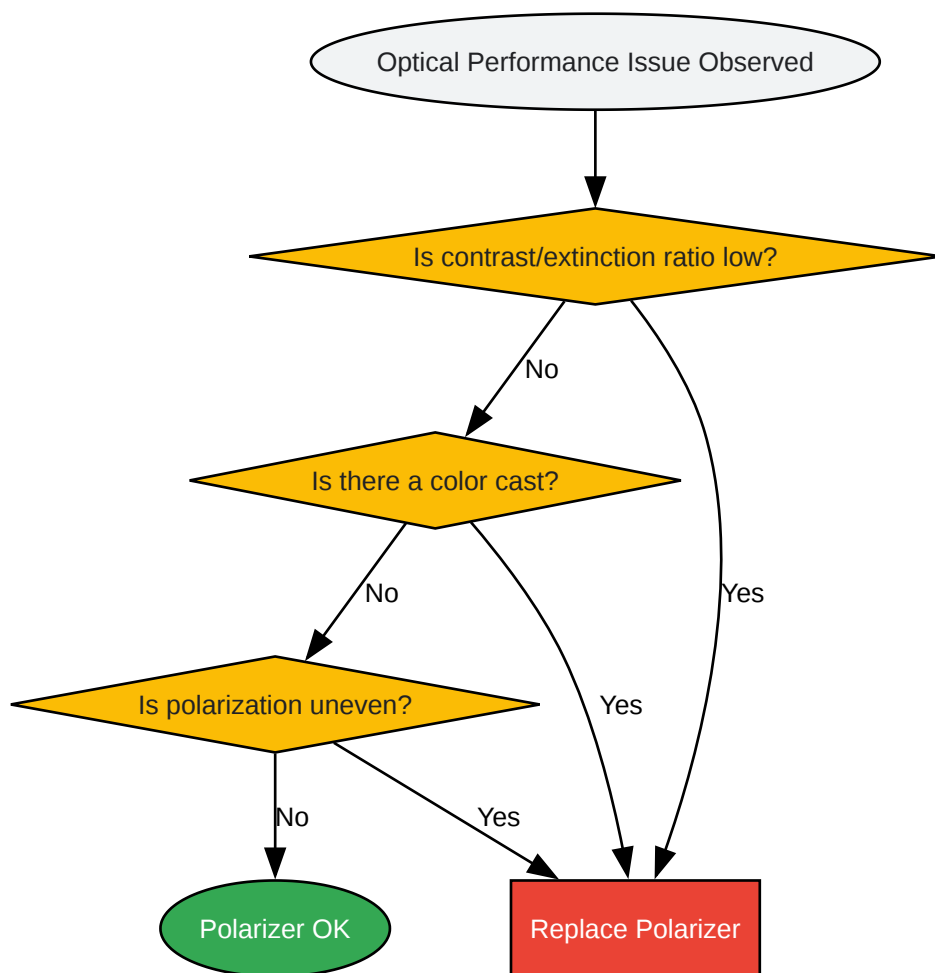 Optical Performance Issue Observed
Is contrast/extinction ratio low?
No
Is there a color cast?
No
Yes
Is polarization uneven?
Yes
No
Yes
Polarizer OK
Replace Polarizer